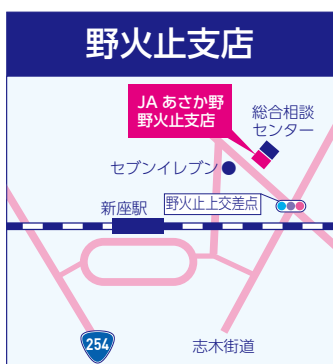 野火止支店
JA あさか野
野火止支店
総合相談
センター
セブンイレブン
新座駅
野火止上交差点
254
志木街道